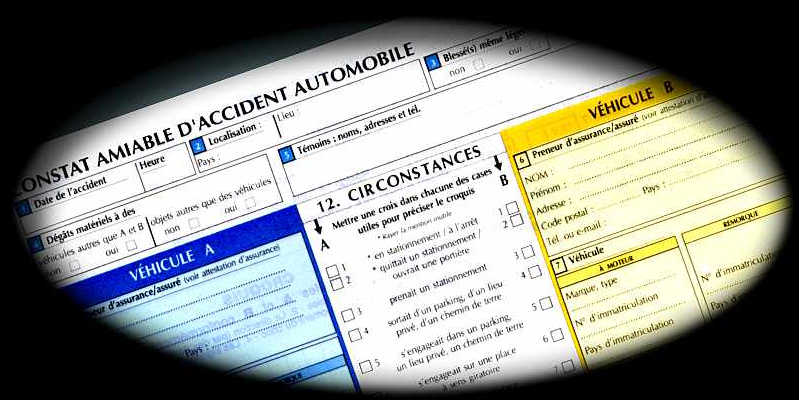 CONSTAT AMIABLE D'ACCIDENT AUTOMOBILE
1 Date de l'accident
Heure
2 Localisation :
Pays :
Lieu :
3 Blessé(s) même
non
oui
4 Dégâts matériels à des
véhicules autres que A et B
non
oui
objets autres que des véhicules
non
oui
5 Témoins : noms, adresses et tél.
VÉHICULE A
d'assurance/assuré (voir attestation d'assurance)
Pays :
12. CIRCONSTANCES
Mettre une croix dans chacune des cases
utiles pour préciser le croquis
* Rayer la mention inutile
A
B
1
* en stationnement / à l'arrêt
1
2
* quittait un stationnement /
2
ouvrait une portière
3
prenait un stationnement
3
4
sortait d'un parking, d'un lieu
4
privé, d'un chemin de terre
5
s'engageait dans un parking,
5
un lieu privé, un chemin de terre
s'engageait sur une place
6
à sens giratoire
7
VÉHICULE B
6 Preneur d'assurance/assuré (voir attestation
NOM :
Prénom :
Adresse :
Code postal :
Pays :
Tél. ou e-mail :
7 Véhicule
À MOTEUR
REMORQUE
Marque, type
N° d'immatriculation
Pays d'immatriculation